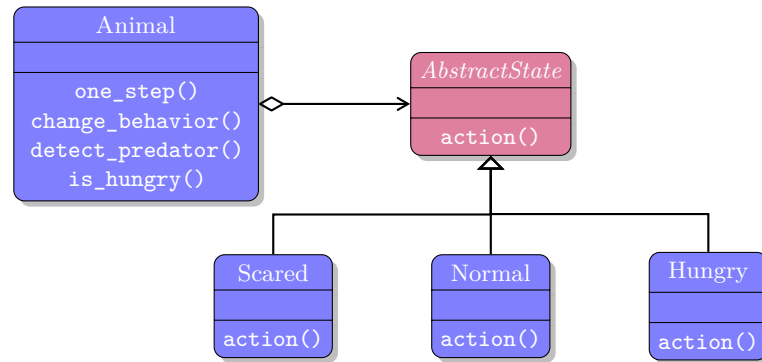 Animal
one_step()
change_behavior()
detect_predator()
is_hungry()
AbstractState
action()
Scared
action()
Normal
action()
Hungry
action()